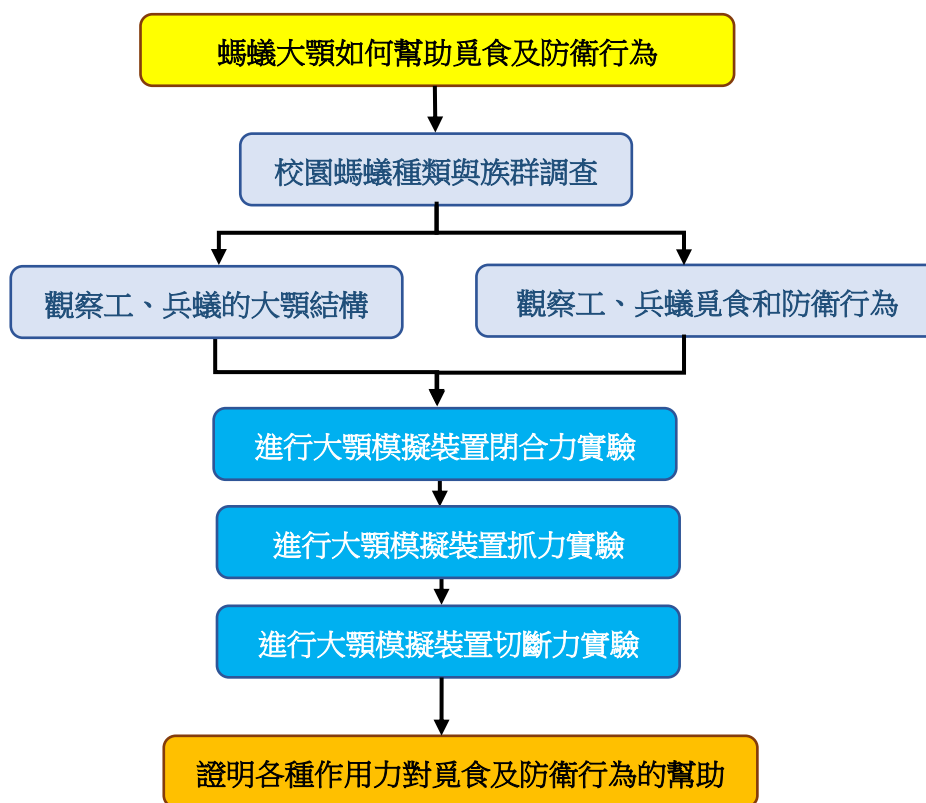 螞蟻大顎如何幫助覓食及防衛行為
校園螞蟻種類與族群調查
觀察工、兵蟻的大顎結構
觀察工、兵蟻覓食和防衛行為
進行大顎模擬裝置閉合力實驗
進行大顎模擬裝置抓力實驗
進行大顎模擬裝置切斷力實驗
證明各種作用力對覓食及防衛行為的幫助